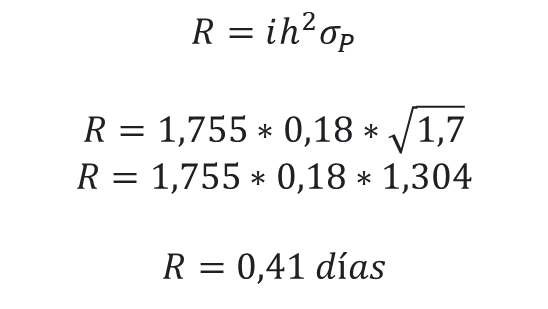 R = ih²σ_P
R = 1,755 ∗ 0,18 ∗ √1,7
R = 1,755 ∗ 0,18 ∗ 1,304
R = 0,41 días